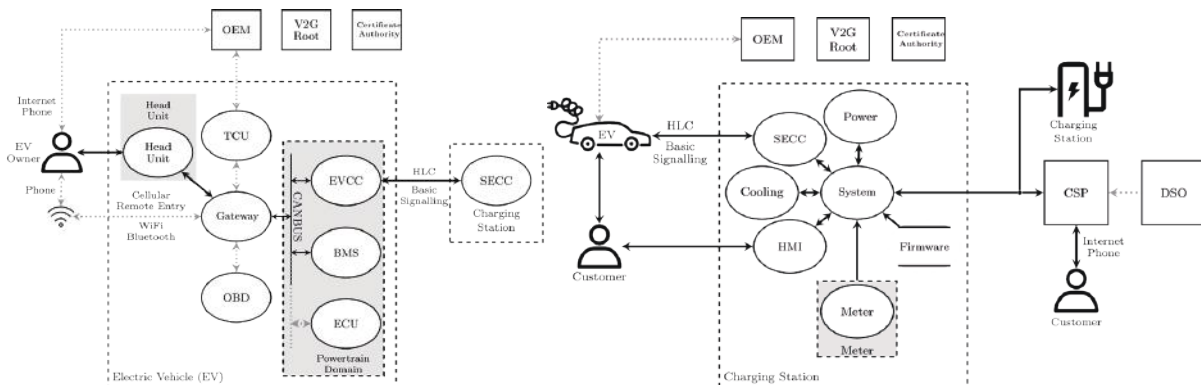 OEM
V2G
Root
Certificate
Authority
Internet
Phone
EV
Owner
Phone
Head
Unit
Head
Unit
TCU
Cellular
Remote Entry
Gateway
WiFi
Bluetooth
OBD
CANBUS
EVCC
BMS
ECU
Powertrain
Domain
Electric Vehicle (EV)
HLC
Basic
Signalling
SECC
Charging
Station
OEM
V2G
Root
Certificate
Authority
EV
HLC
Basic
Signalling
Customer
SECC
Power
Cooling
System
HMI
Firmware
Meter
Meter
Charging Station
Charging
Station
CSP
DSO
Internet
Phone
Customer